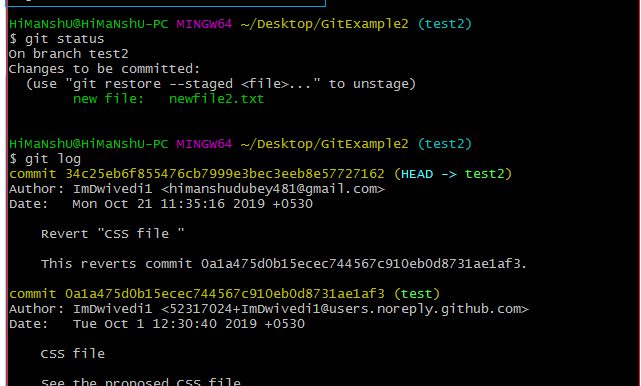 HiMaNshU@HiMaNshU-PC MINGW64 ~/Desktop/GitExample2 (test2)
$ git status
On branch test2
Changes to be committed:
  (use "git restore --staged <file>..." to unstage)
        new file:   newfile2.txt
HiMaNshU@HiMaNshU-PC MINGW64 ~/Desktop/GitExample2 (test2)
$ git log
commit 34c25eb6f855476cb7999e3bec3eeb8e57727162 (HEAD -> test2)
Author: ImDwivedi1 <himanshudubey481@gmail.com>
Date:   Mon Oct 21 11:35:16 2019 +0530
    Revert "CSS file "
    This reverts commit 0a1a475d0b15ecec744567c910eb0d8731ae1af3.
commit 0a1a475d0b15ecec744567c910eb0d8731ae1af3 (test)
Author: ImDwivedi1 <52317024+ImDwivedi1@users.noreply.github.com>
Date:   Tue Oct 1 12:30:40 2019 +0530
    CSS file
    See the proposed CSS file